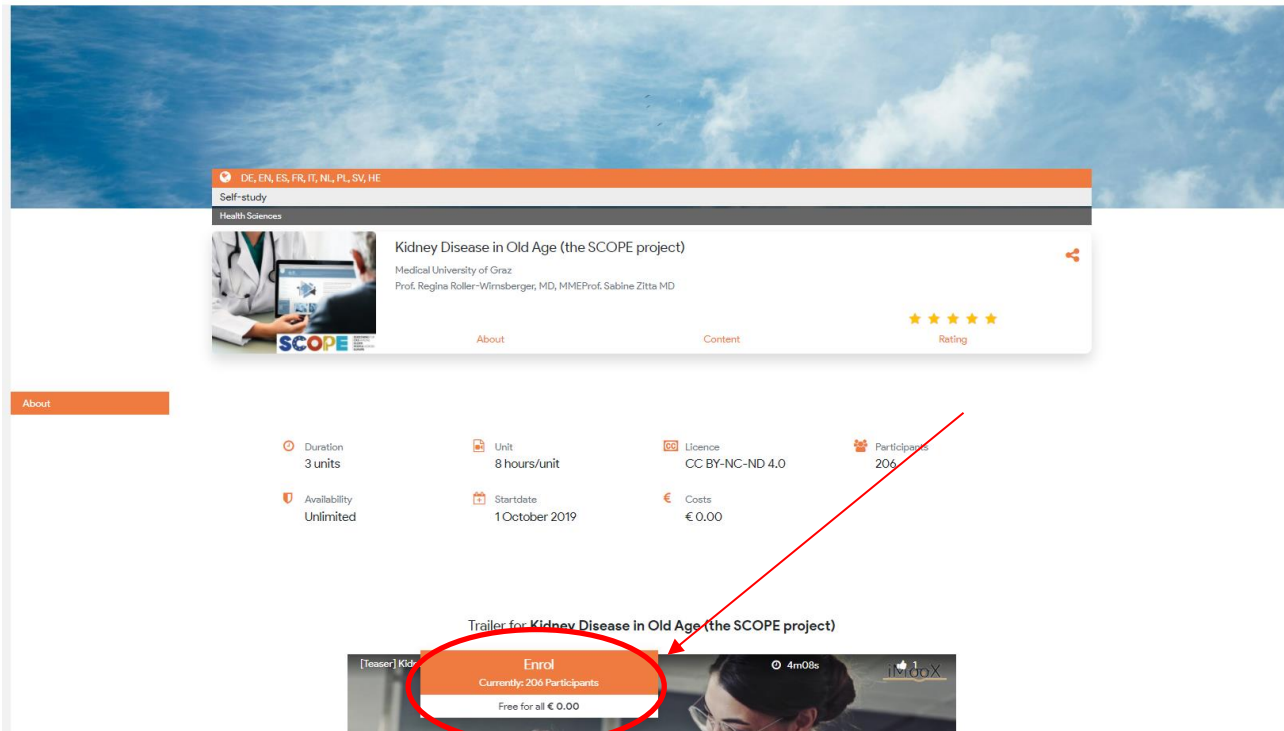 DE, EN, ES, FR, IT, NL, PL, SV, HE
Self-study
Health Sciences
Kidney Disease in Old Age (the SCOPE project)
Medical University of Graz
Prof. Regina Roller-Wirnsberger, MD, MMEProf. Sabine Zitta MD
SCOPE
About
Content
Rating
About
Duration
3 units
Unit
8 hours/unit
CC Licence
CC BY-NC-ND 4.0
Participants
206
Availability
Unlimited
Startdate
1 October 2019
€ Costs
€ 0.00
Trailer for Kidney Disease in Old Age (the SCOPE project)
[Teaser] Kid
Enrol
Currently: 206 Participants
Free for all € 0.00
4m08s
1
iMooX